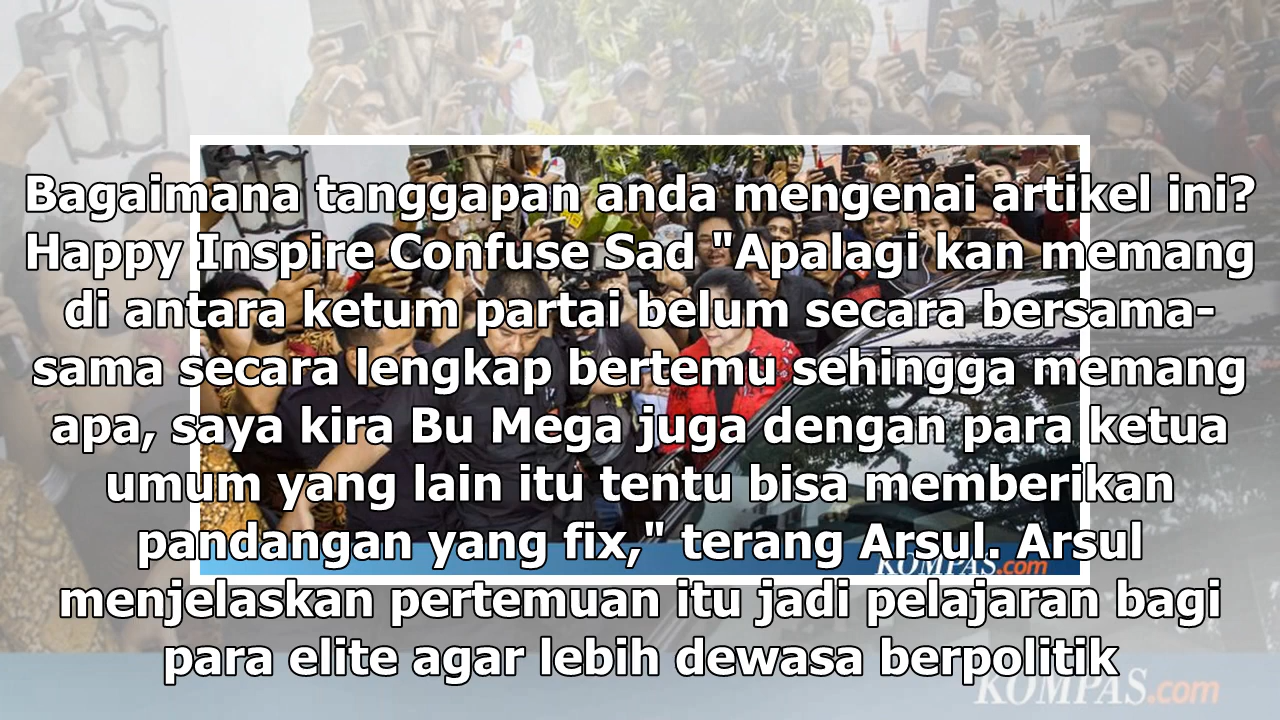 Bagaimana tanggapan anda mengenai artikel ini?
Happy Inspire Confuse Sad "Apalagi kan memang
di antara ketum partai belum secara bersama-
sama secara lengkap bertemu sehingga memang
apa, saya kira Bu Mega juga dengan para ketua
umum yang lain itu tentu bisa memberikan
pandangan yang fix," terang Arsul. Arsul
KOMPAS.com
menjelaskan pertemuan itu jadi pelajaran bagi
para elite agar lebih dewasa berpolitik
KOMPAS.com